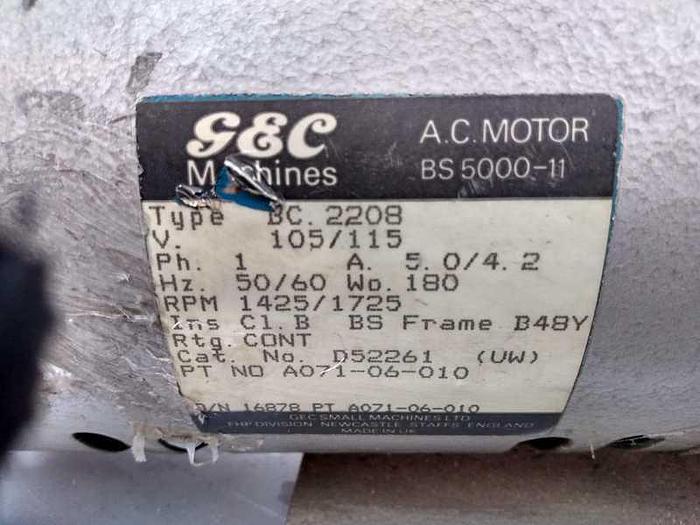 GEC
Machines
A.C. MOTOR
BS 5000-11
Type BC.2208
V. 105/115
Ph. 1 A. 5.0/4.2
Hz. 50/60 Wo. 180
RPM 1425/1725
Ins Cl.B BS Frame B48Y
Rtg. CONT
Cat. No. D52261 (UW)
PT NO A071-06-010
/N 16878 PT A071-06-010
GEC SMALL MACHINES LTD
FHP DIVISION NEWCASTLE STAFFS ENGLAND
MADE IN UK